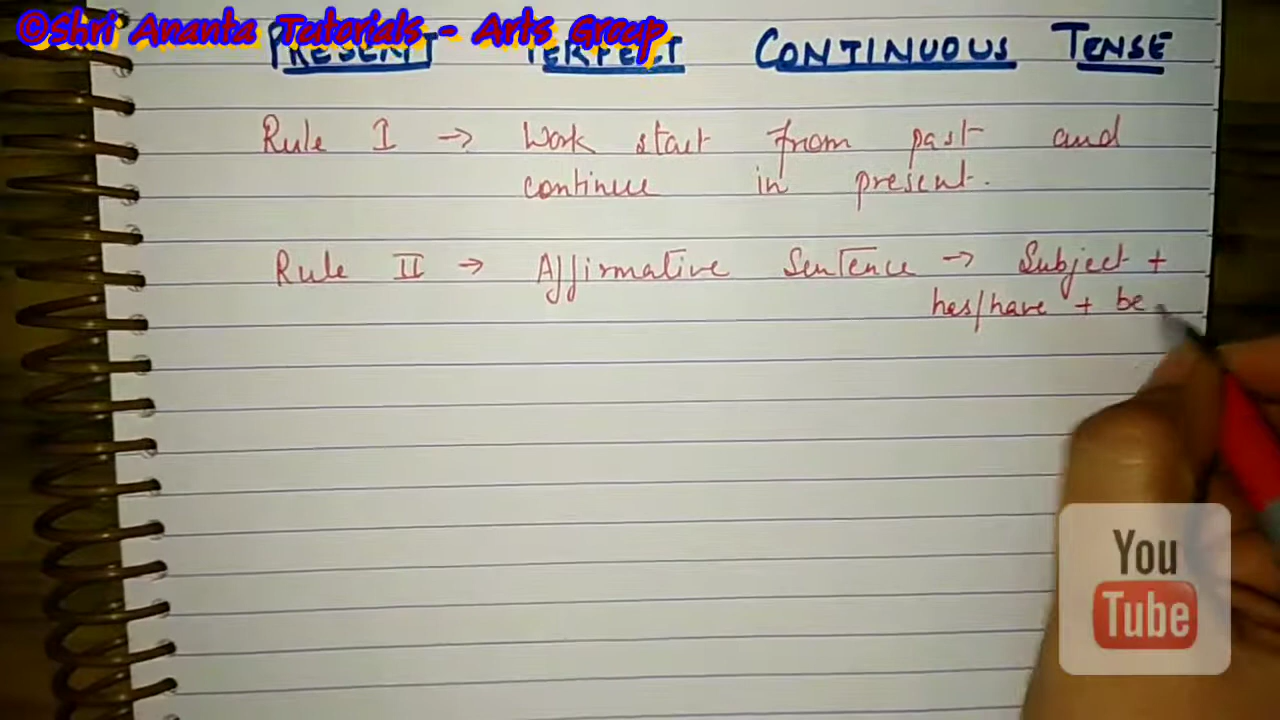 ©Shri Ananta Tutorials - Arts Group
PRESENT PERFECT CONTINUOUS TENSE
Rule I → Work start from past and
continue in present.
Rule II → Affirmative Sentence → Subject +
has/have + be
You
Tube